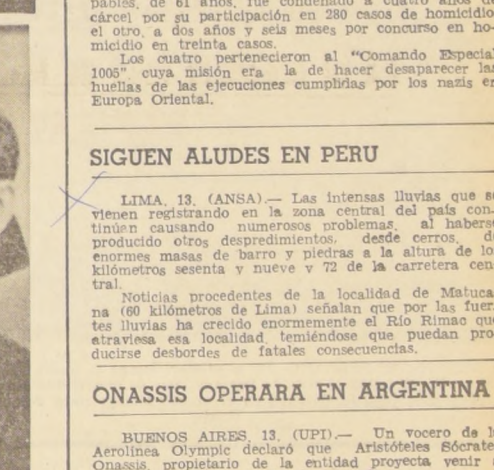 pables, de 61 años, fue condenado a cuatro años de
cárcel por su participación en 280 casos de homicidio
el otro, a dos años y seis meses por concurso en ho-
micidio en treinta casos.
Los cuatro pertenecieron al "Comando Especial
1005", cuya misión era la de hacer desaparecer las
huellas de las ejecuciones cumplidas por los nazis en
Europa Oriental.
SIGUEN ALUDES EN PERU
LIMA, 13, (ANSA).— Las intensas lluvias que se
vienen registrando en la zona central del país con-
tinúen causando numerosos problemas, al haberse
producido otros despredimientos, desde cerros, de
enormes masas de barro y piedras a la altura de lo
kilómetros sesenta y nueve y 72 de la carretera cen
tral.
Noticias procedentes de la localidad de Matuca-
na (60 kilómetros de Lima) señalan que por las fuer-
tes lluvias ha crecido enormemente el Río Rimac que
atraviesa esa localidad, temiéndose que puedan pro-
ducirse desbordes de fatales consecuencias.
ONASSIS OPERARA EN ARGENTINA
BUENOS AIRES, 13, (UPI).— Un vocero de la
Aerolínea Olympic declaró que Aristóteles Sócrate
Onassis, propietario de la entidad proyecta venir